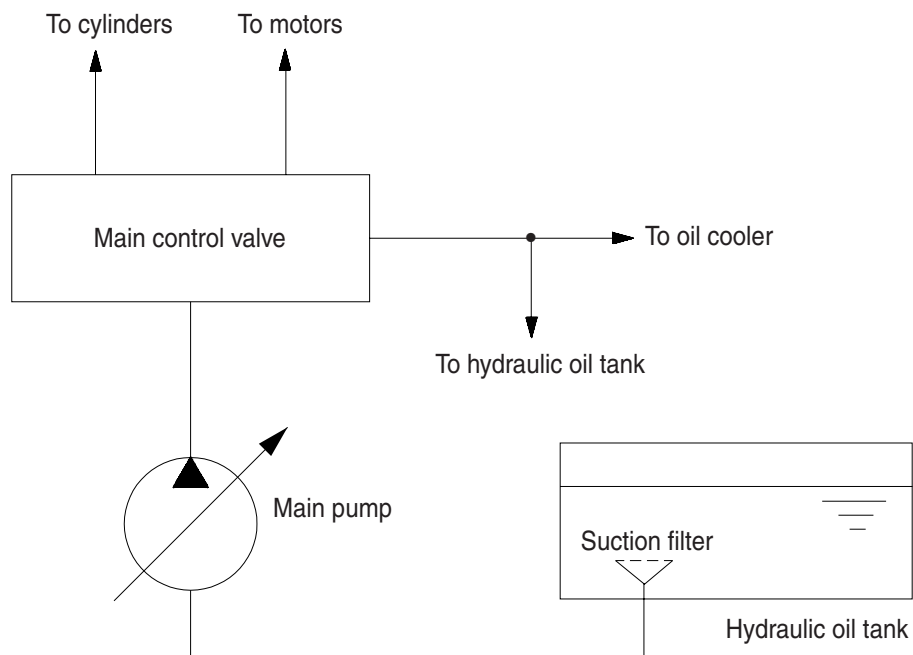 To cylinders
To motors
Main control valve
To oil cooler
To hydraulic oil tank
Main pump
Suction filter
Hydraulic oil tank